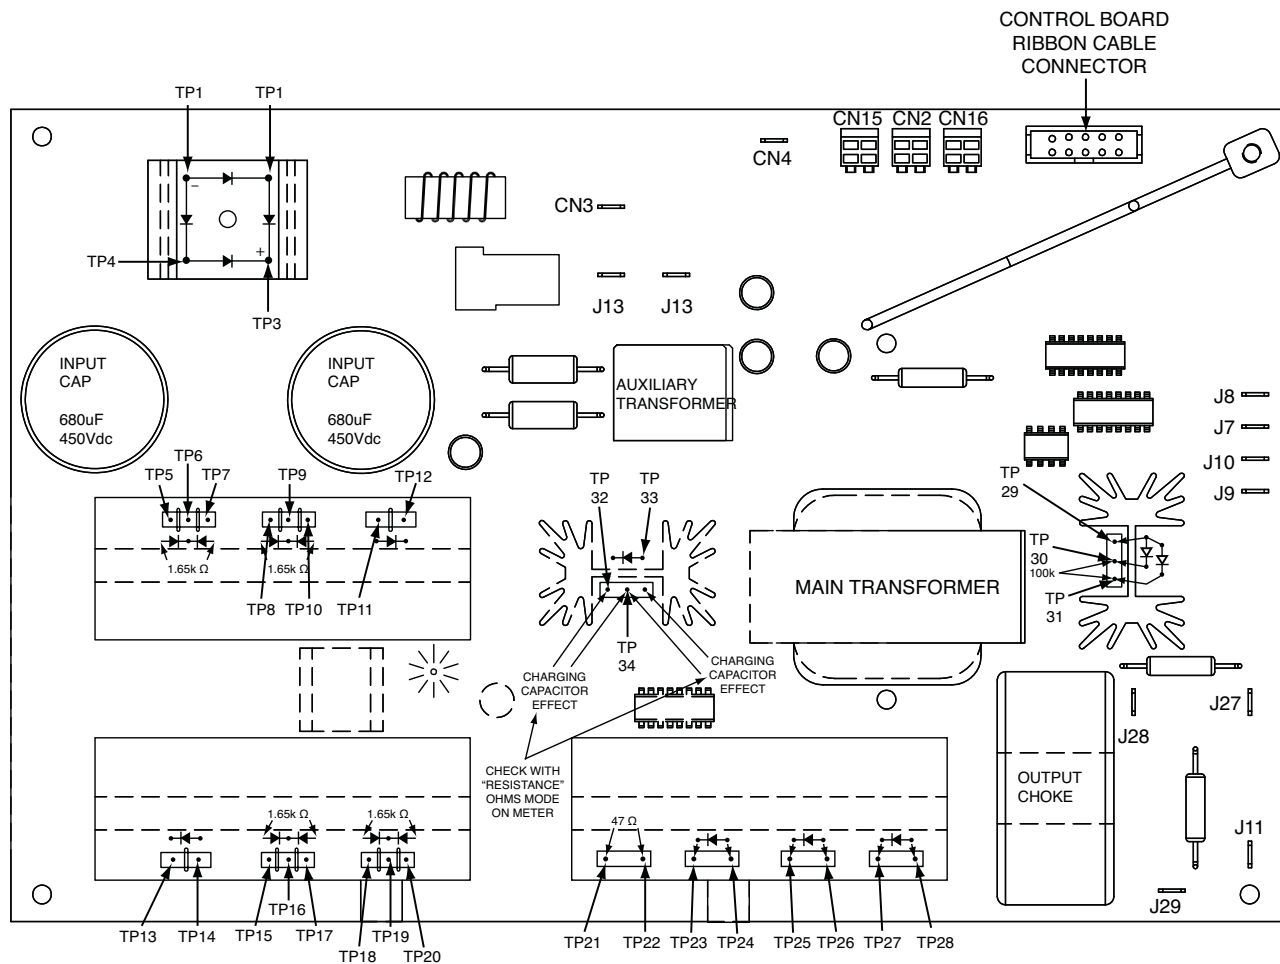 CONTROL BOARD
RIBBON CABLE
CONNECTOR
TP1
TP1
CN15
CN2
CN16
CN4
−
CN3
+
TP4
J13
J13
TP3
INPUT
CAP
680uF
450Vdc
INPUT
CAP
680uF
450Vdc
AUXILIARY
TRANSFORMER
J8
J7
J10
J9
TP5
TP6
TP7
TP9
TP12
1.65k Ω
1.65k Ω
TP8
TP10
TP11
TP
32
TP
33
TP
34
TP
29
TP
30
100k
TP
31
MAIN TRANSFORMER
CHARGING
CAPACITOR
EFFECT
CHARGING
CAPACITOR
EFFECT
CHECK WITH
“RESISTANCE”
OHMS MODE
ON METER
J28
J27
OUTPUT
CHOKE
J11
J29
1.65k Ω
1.65k Ω
47 Ω
TP13
TP14
TP15
TP16
TP17
TP18
TP19
TP20
TP21
TP22
TP23
TP24
TP25
TP26
TP27
TP28